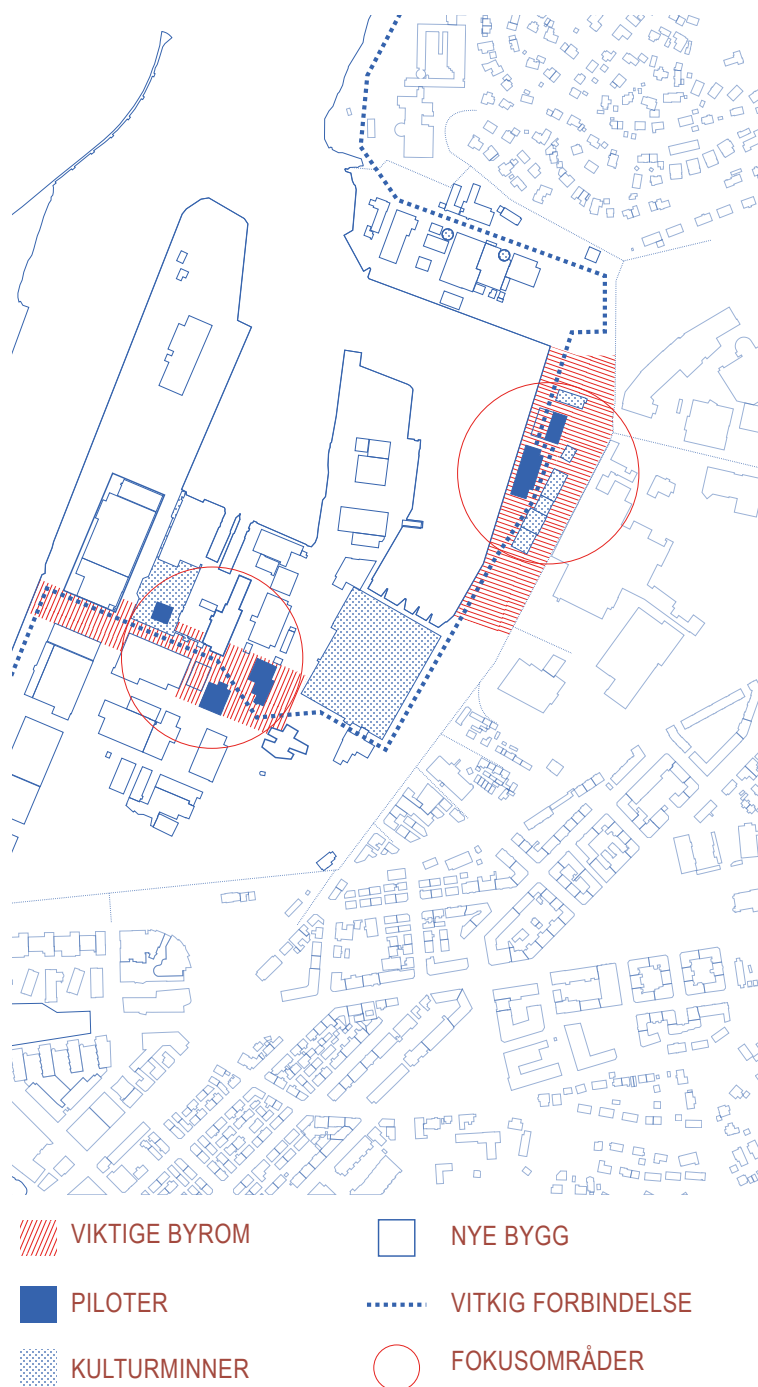 VIKTIGE BYROM
NYE BYGG
PILOTER
VITKIG FORBINDELSE
KULTURMINNER
FOKUSOMRÅDER